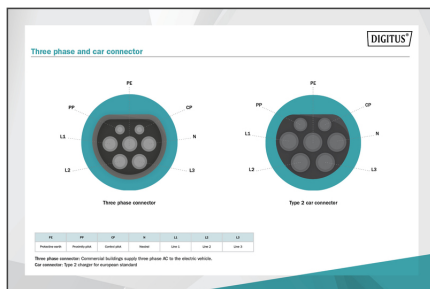 DIGITUS®
Three phase and car connector
PE
PP
CP
L1
N
L2
L3
Three phase connector
PE
PP
CP
L1
N
L2
L3
Type 2 car connector
PE PP CP N L1 L2 L3
Protective earth Proximity pilot Control pilot Neutral Line 1 Line 2 Line 3
Three phase connector: Commercial buildings supply three phase AC to the electric vehicle.
Car connector: Type 2 charger for european standard